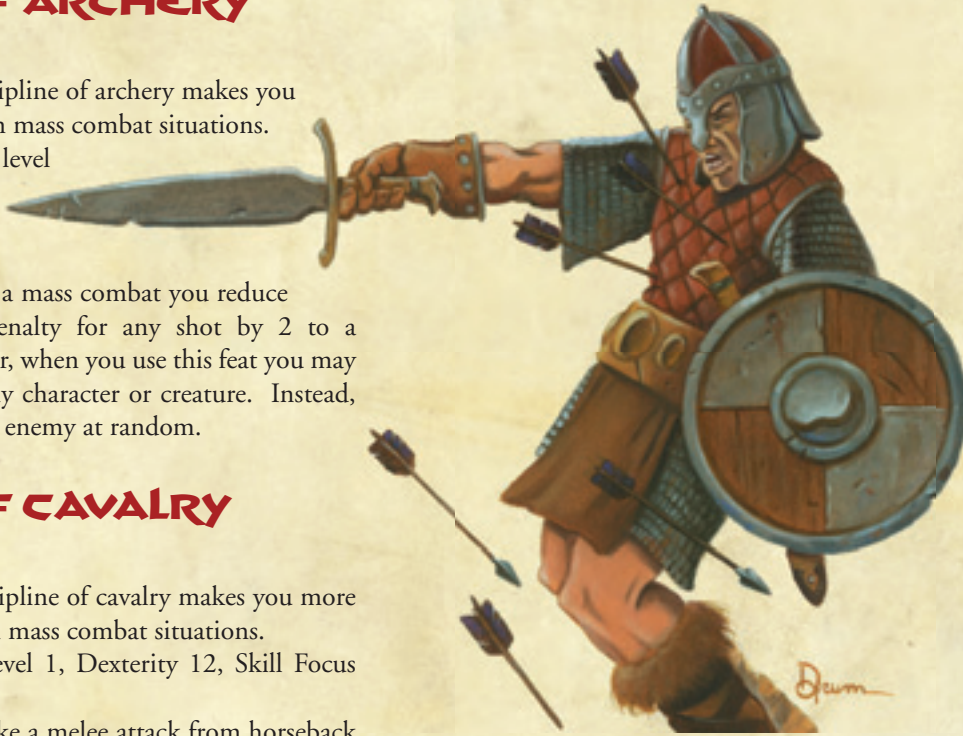 F ARCHERY
ipline of archery makes you
n mass combat situations.
level
a mass combat you reduce
enalty for any shot by 2 to a
r, when you use this feat you may
y character or creature. Instead,
enemy at random.
F CAVALRY
ipline of cavalry makes you more
mass combat situations.
evel 1, Dexterity 12, Skill Focus
ke a melee attack from horseback
Drum